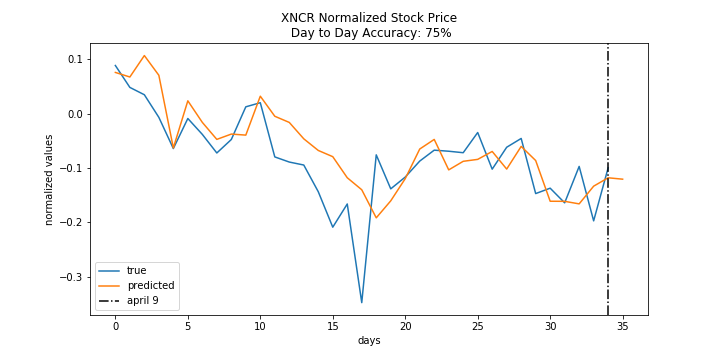 XNCR Normalized Stock Price
Day to Day Accuracy: 75%
normalized values
0.1
0.0
−0.1
−0.2
−0.3
true
predicted
april 9
0 5 10 15 20 25 30 35
days